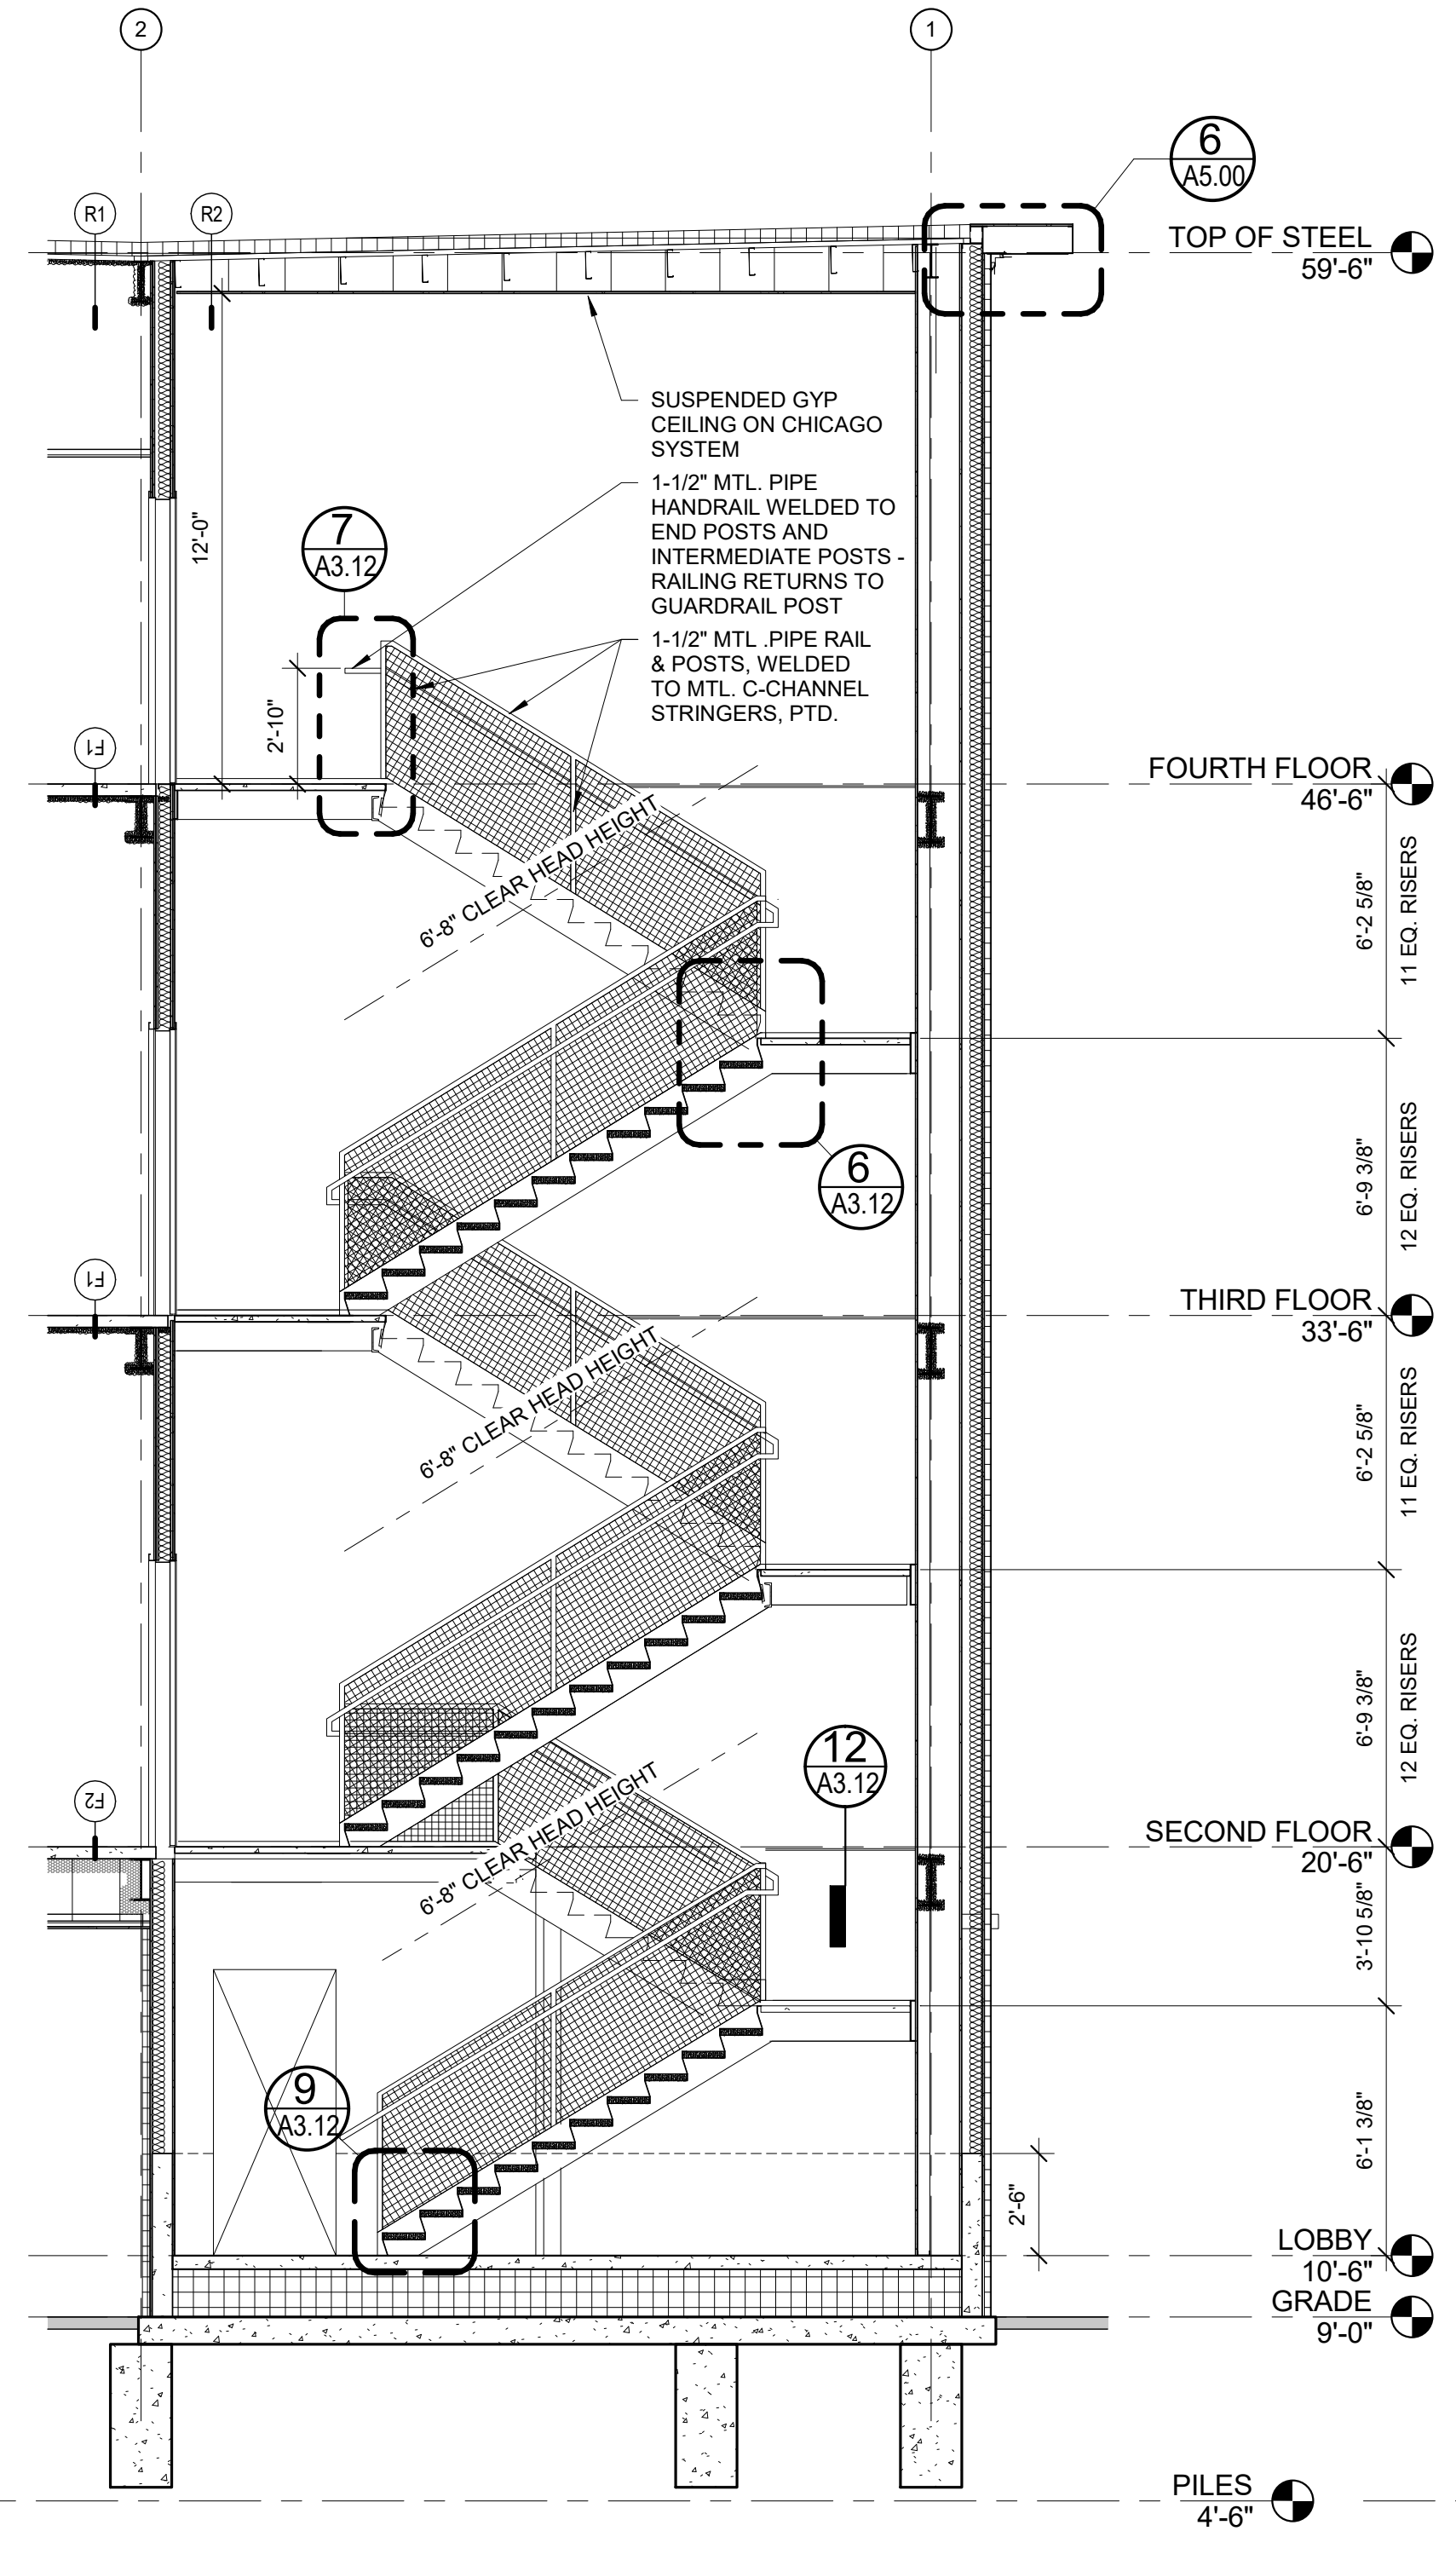 2
1
6
A5.00
R1
R2
TOP OF STEEL
59'-6"
SUSPENDED GYP
CEILING ON CHICAGO
SYSTEM
1-1/2" MTL. PIPE
HANDRAIL WELDED TO
END POSTS AND
INTERMEDIATE POSTS -
RAILING RETURNS TO
GUARDRAIL POST
1-1/2" MTL .PIPE RAIL
& POSTS, WELDED
TO MTL. C-CHANNEL
STRINGERS, PTD.
12'-0"
7
A3.12
2'-10"
F1
FOURTH FLOOR
46'-6"
6'-8" CLEAR HEAD HEIGHT
6'-2 5/8"
11 EQ. RISERS
6
A3.12
6'-9 3/8"
12 EQ. RISERS
F1
THIRD FLOOR
33'-6"
6'-8" CLEAR HEAD HEIGHT
6'-2 5/8"
11 EQ. RISERS
6'-9 3/8"
12 EQ. RISERS
12
A3.12
F2
SECOND FLOOR
20'-6"
6'-8" CLEAR HEAD HEIGHT
3'-10 5/8"
9
A3.12
6'-1 3/8"
2'-6"
LOBBY
10'-6"
GRADE
9'-0"
PILES
4'-6"